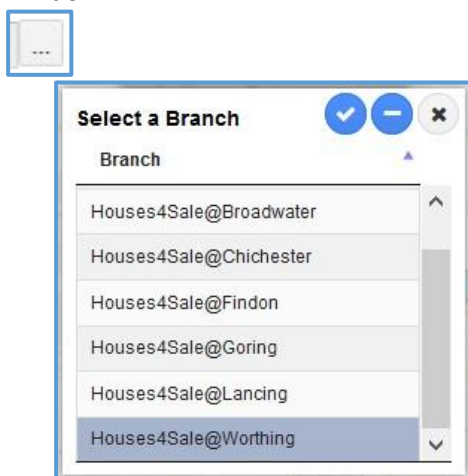 ...
Select a Branch
Branch
Houses4Sale@Broadwater
Houses4Sale@Chichester
Houses4Sale@Findon
Houses4Sale@Goring
Houses4Sale@Lancing
Houses4Sale@Worthing